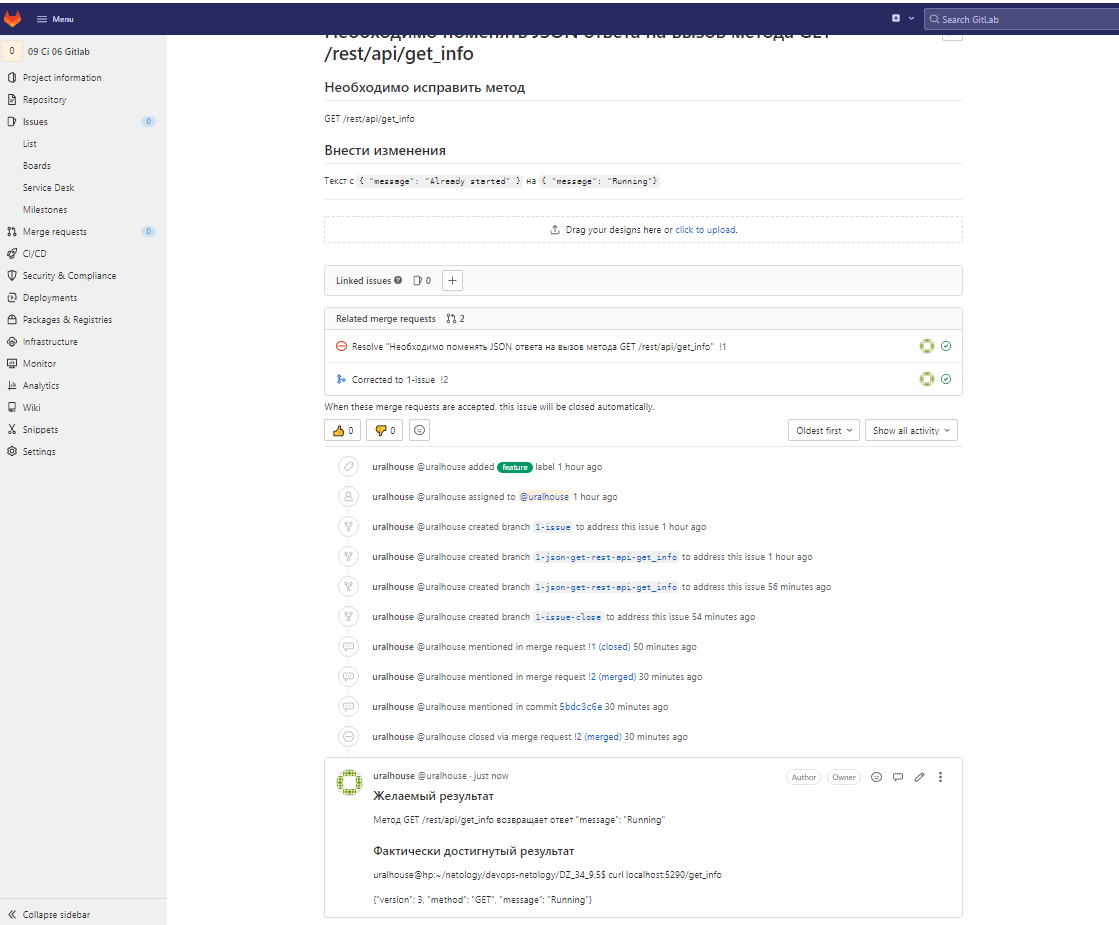 Menu
Search GitLab
0
09 Ci 06 Gitlab
Project information
Repository
Issues 0
List
Boards
Service Desk
Milestones
Merge requests 0
CI/CD
Security & Compliance
Deployments
Packages & Registries
Infrastructure
Monitor
Analytics
Wiki
Snippets
Settings
Collapse sidebar
Необходимо поменять JSON ответа на вызов метода GET
/rest/api/get_info
Необходимо исправить метод
GET /rest/api/get_info
Внести изменения
Текст с { "message": "Already started" } на { "message": "Running"}
Drag your designs here or click to upload.
Linked issues 0
Related merge requests 2
Resolve "Необходимо поменять JSON ответа на вызов метода GET /rest/api/get_info" !1
Corrected to 1-issue !2
When these merge requests are accepted, this issue will be closed automatically.
0 0 Oldest first Show all activity
uralhouse @uralhouse added feature label 1 hour ago
uralhouse @uralhouse assigned to @uralhouse 1 hour ago
uralhouse @uralhouse created branch 1-issue to address this issue 1 hour ago
uralhouse @uralhouse created branch 1-json-get-rest-api-get_info to address this issue 1 hour ago
uralhouse @uralhouse created branch 1-json-get-rest-api-get_info to address this issue 56 minutes ago
uralhouse @uralhouse created branch 1-issue-close to address this issue 54 minutes ago
uralhouse @uralhouse mentioned in merge request !1 (closed) 50 minutes ago
uralhouse @uralhouse mentioned in merge request !2 (merged) 30 minutes ago
uralhouse @uralhouse mentioned in commit 5bdc3c6e 30 minutes ago
uralhouse @uralhouse closed via merge request !2 (merged) 30 minutes ago
uralhouse @uralhouse · just now Author Owner
Желаемый результат
Метод GET /rest/api/get_info возвращает ответ "message": "Running"
Фактически достигнутый результат
uralhouse@hp:~/netology/devops-netology/DZ_34_9.5$ curl localhost:5290/get_info
{"version": 3, "method": "GET", "message": "Running"}